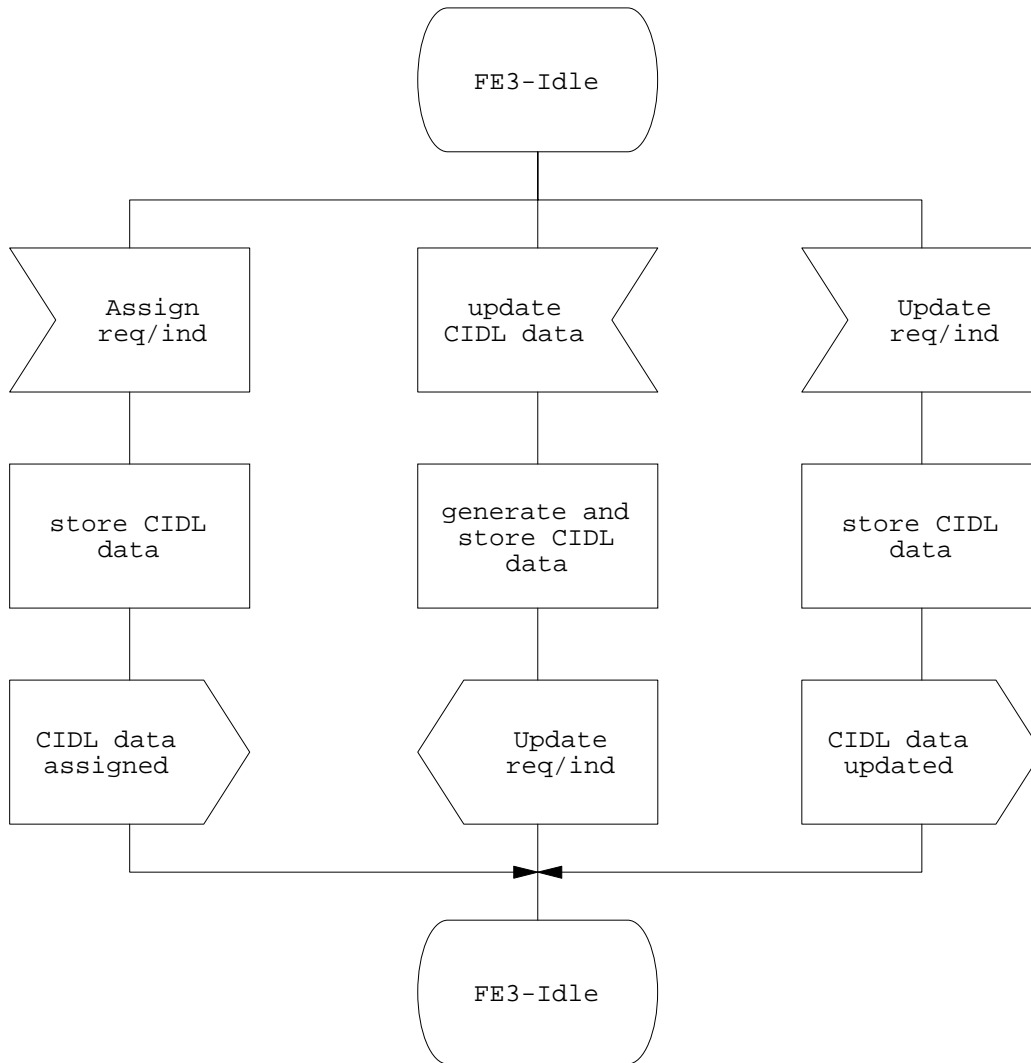 FE3-Idle
Assign
req/ind
update
CIDL data
Update
req/ind
store CIDL
data
generate and
store CIDL
data
store CIDL
data
CIDL data
assigned
Update
req/ind
CIDL data
updated
FE3-Idle